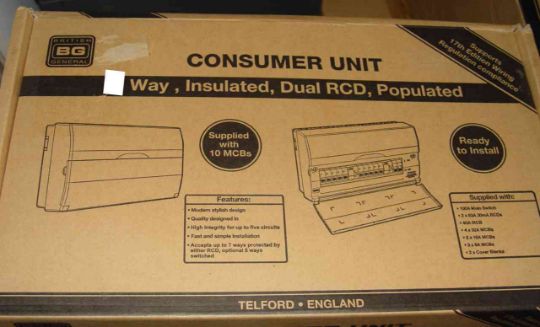 BRITISH
BG
GENERAL
CONSUMER UNIT
Supports
17th Edition Wiring
Regulation compliance
Way, Insulated, Dual RCD, Populated
Supplied
with
10 MCBs
Ready
to Install
Features:
• Modern stylish design
• Quality designed in
• High integrity for up to five circuits
• Fast and simple installation
• Accepts up to 7 ways protected by
either RCD, optional 5 ways
switched
Supplied with:
• 100A Main Switch
• 2 x 63A 30mA RCDs
• 4 x 32A MCBs
• 2 x 16A MCBs
• 3 x 6A MCBs
• 3 x Cover Blanks
TELFORD • ENGLAND